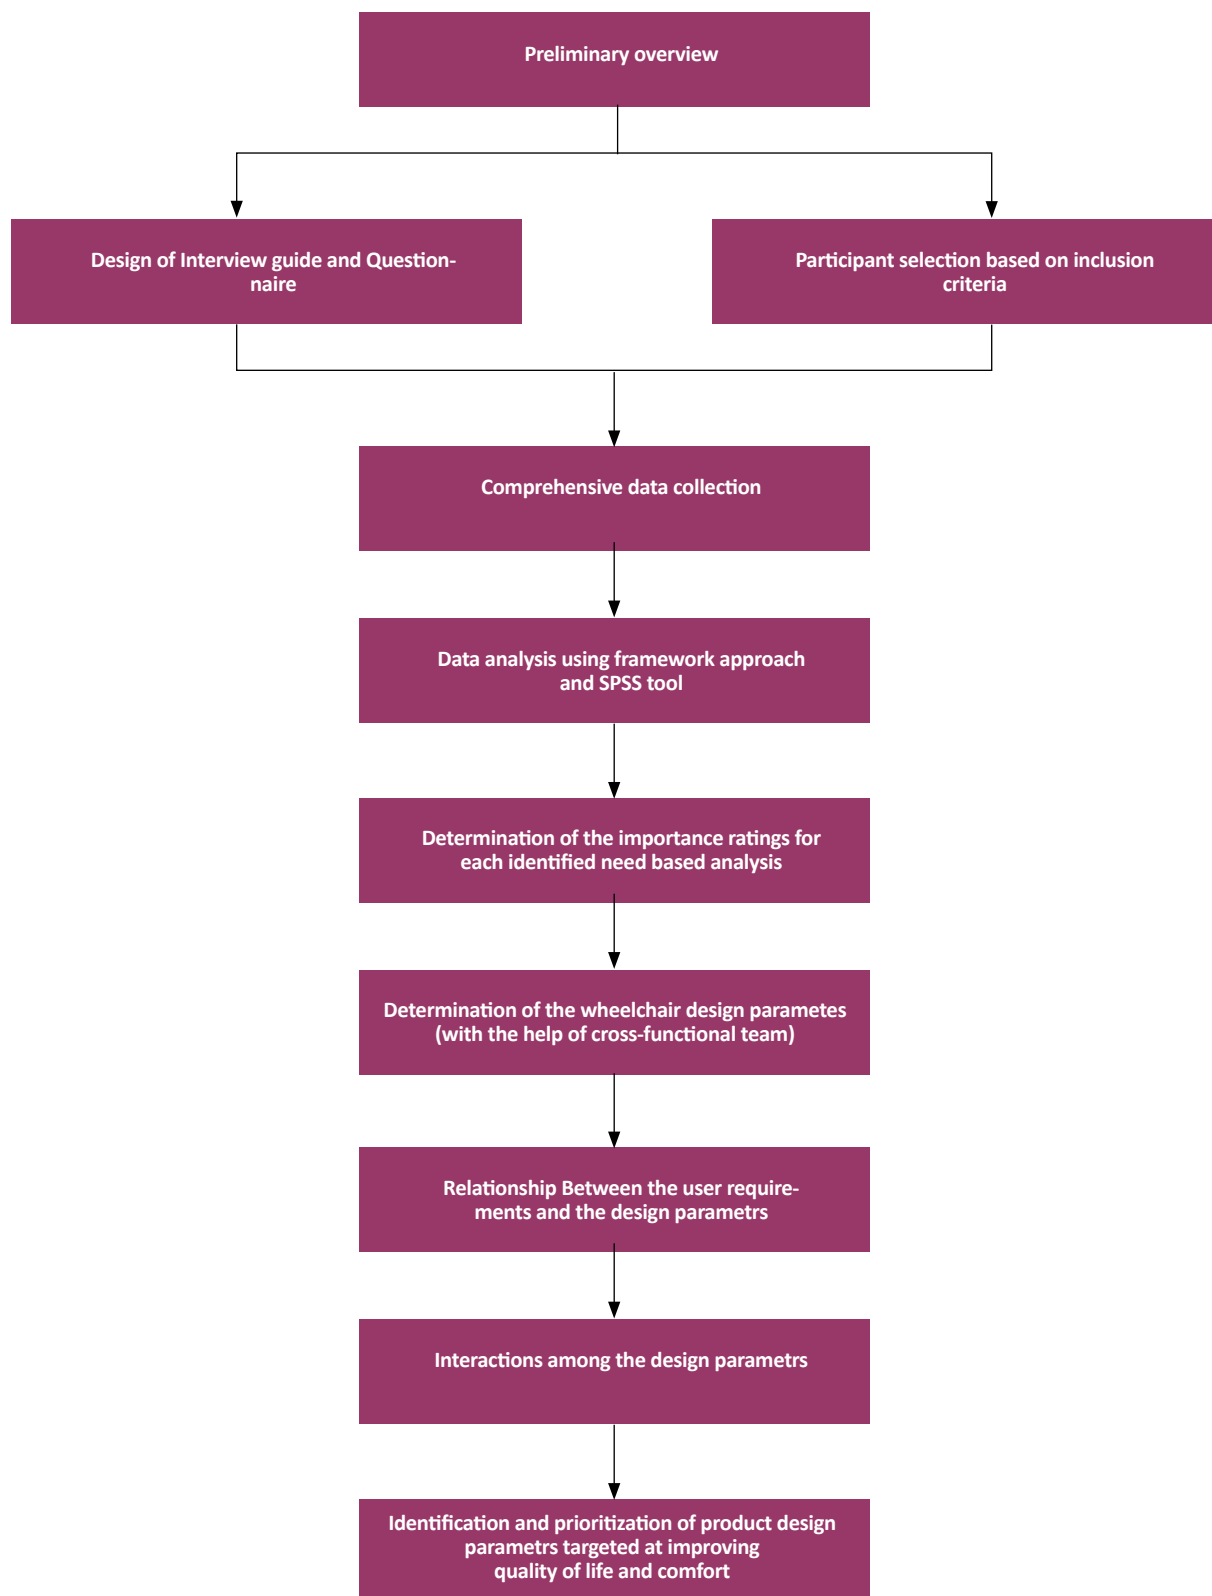 Preliminary overview
Design of Interview guide and Question-
naire
Participant selection based on inclusion
criteria
Comprehensive data collection
Data analysis using framework approach
and SPSS tool
Determination of the importance ratings for
each identified need based analysis
Determination of the wheelchair design parametes
(with the help of cross-functional team)
Relationship Between the user require-
ments and the design parametrs
Interactions among the design parametrs
Identification and prioritization of product design
parametrs targeted at improving
quality of life and comfort